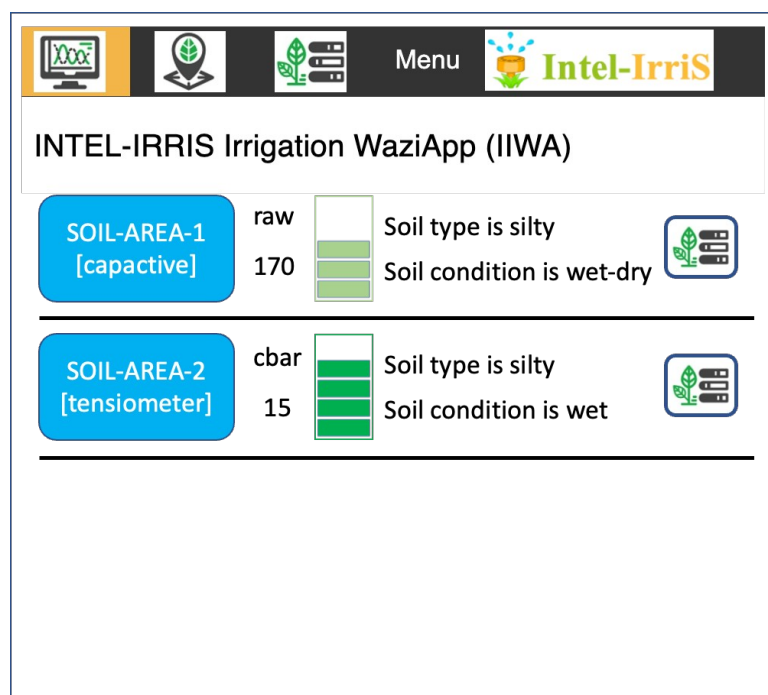 Menu
Intel-IrriS
INTEL-IRRIS Irrigation WaziApp (IIWA)
SOIL-AREA-1
[capactive]
raw
170
Soil type is silty
Soil condition is wet-dry
SOIL-AREA-2
[tensiometer]
cbar
15
Soil type is silty
Soil condition is wet